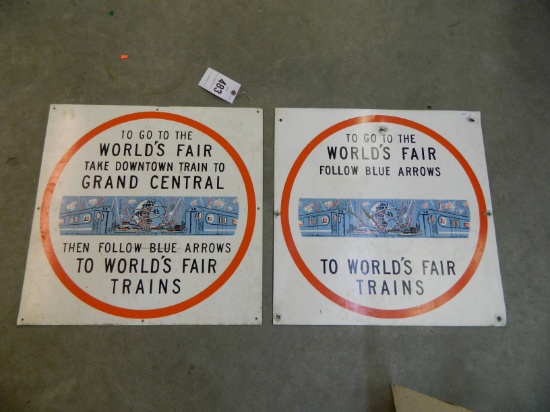 483
TO GO TO THE
WORLD'S FAIR
TAKE DOWNTOWN TRAIN TO
GRAND CENTRAL
THEN FOLLOW BLUE ARROWS
TO WORLD'S FAIR
TRAINS
TO GO TO THE
WORLD'S FAIR
FOLLOW BLUE ARROWS
TO WORLD'S FAIR
TRAINS